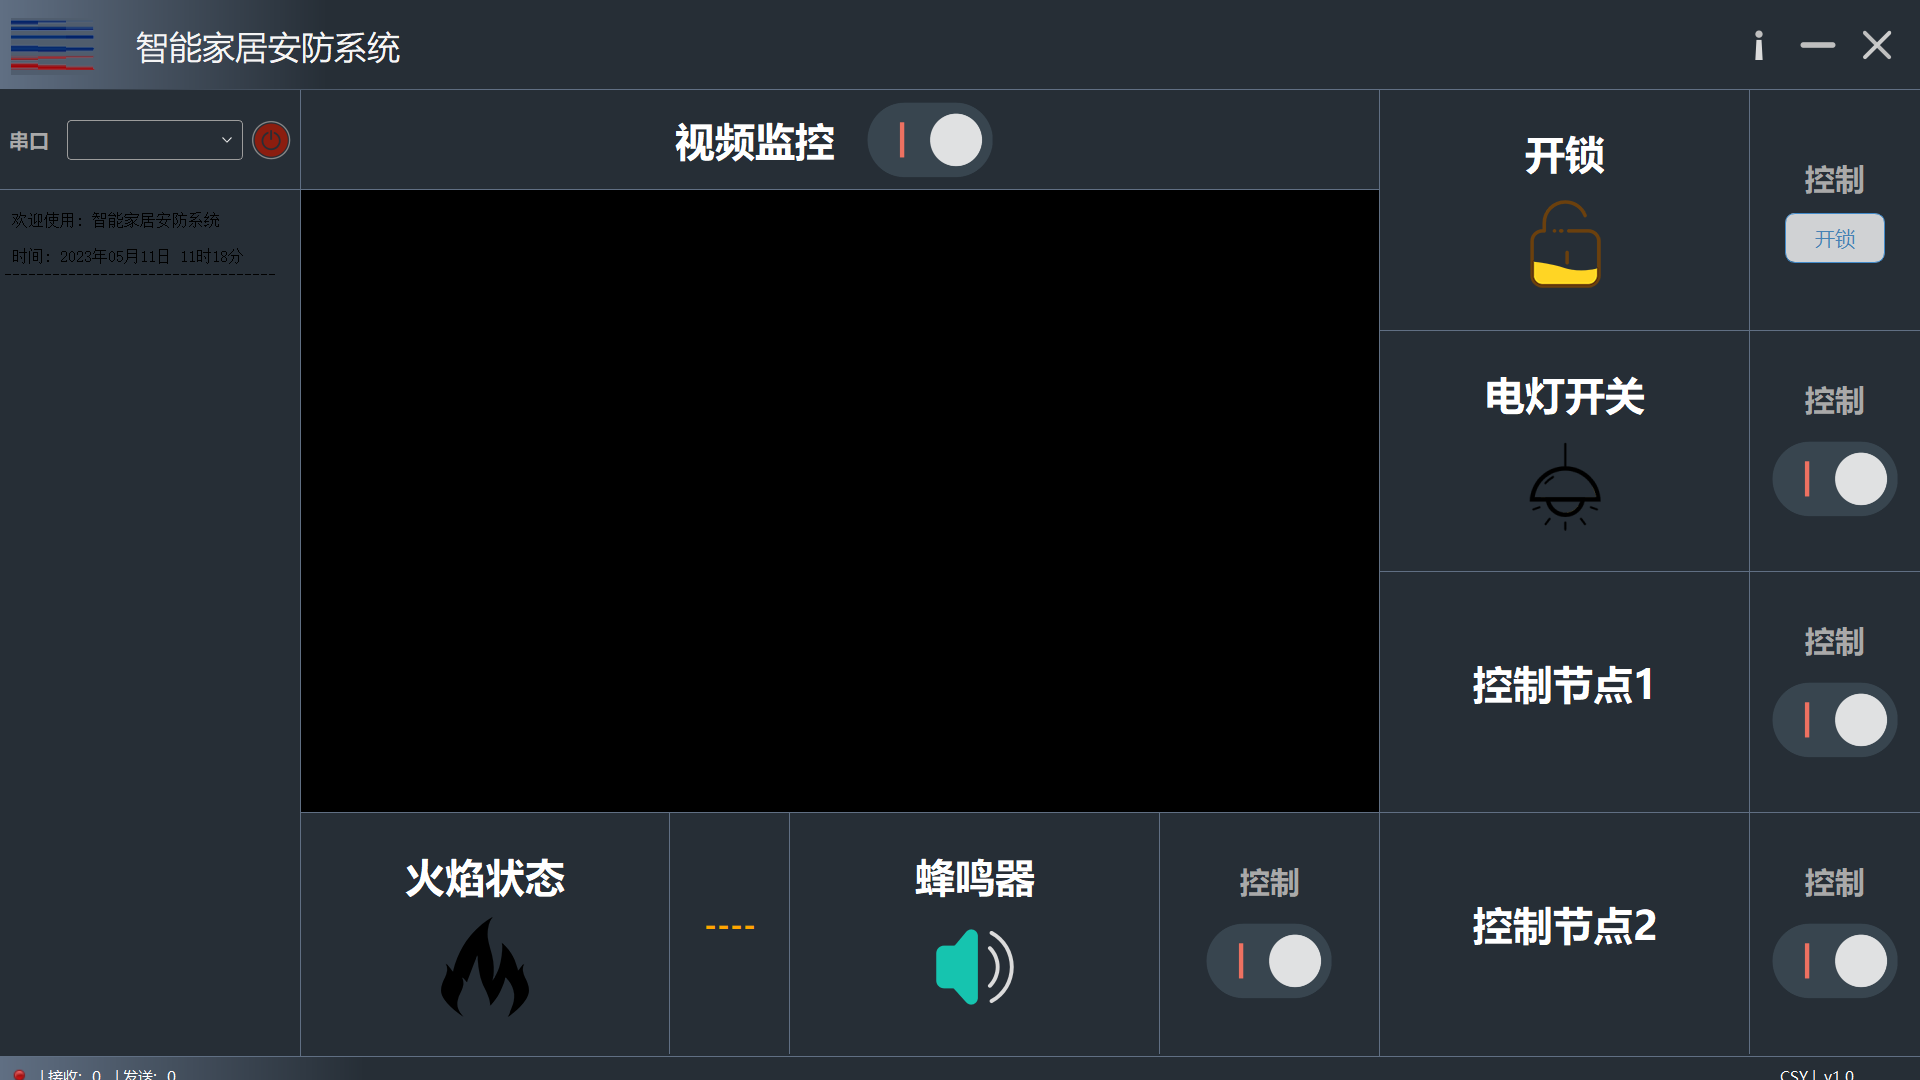 智能家居安防系统
串口
欢迎使用：智能家居安防系统
时间：2023年05月11日 11时18分
-----------------------------------
视频监控
开锁
控制
开锁
电灯开关
控制
控制节点1
控制
火焰状态
----
蜂鸣器
控制
控制节点2
控制
|接收: 0 |发送: 0
CSY| v1.0